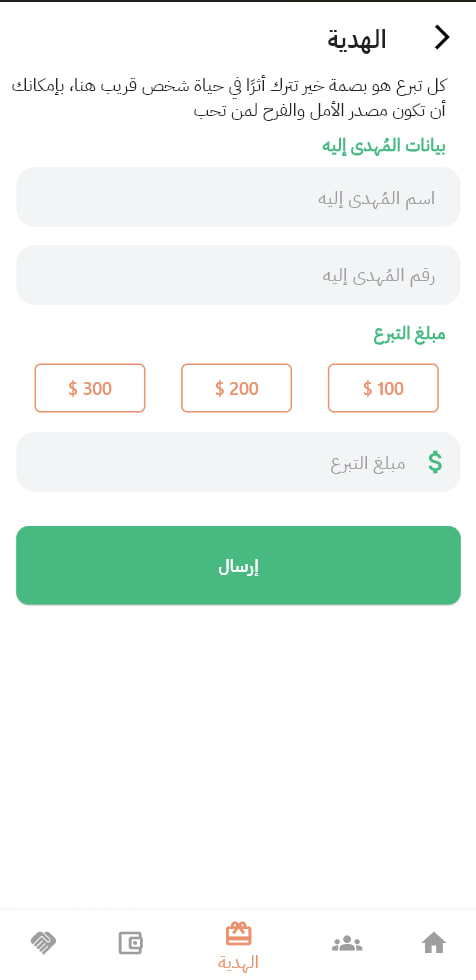 الهدية
كل تبرع هو بصمة خير تترك أثرًا في حياة شخص قريب هنا، بإمكانك
أن تكون مصدر الأمل والفرح لمن تحب
بيانات المُهدى إليه
اسم المُهدى إليه
رقم المُهدى إليه
مبلغ التبرع
100 $
200 $
300 $
$ مبلغ التبرع
إرسال
الهدية